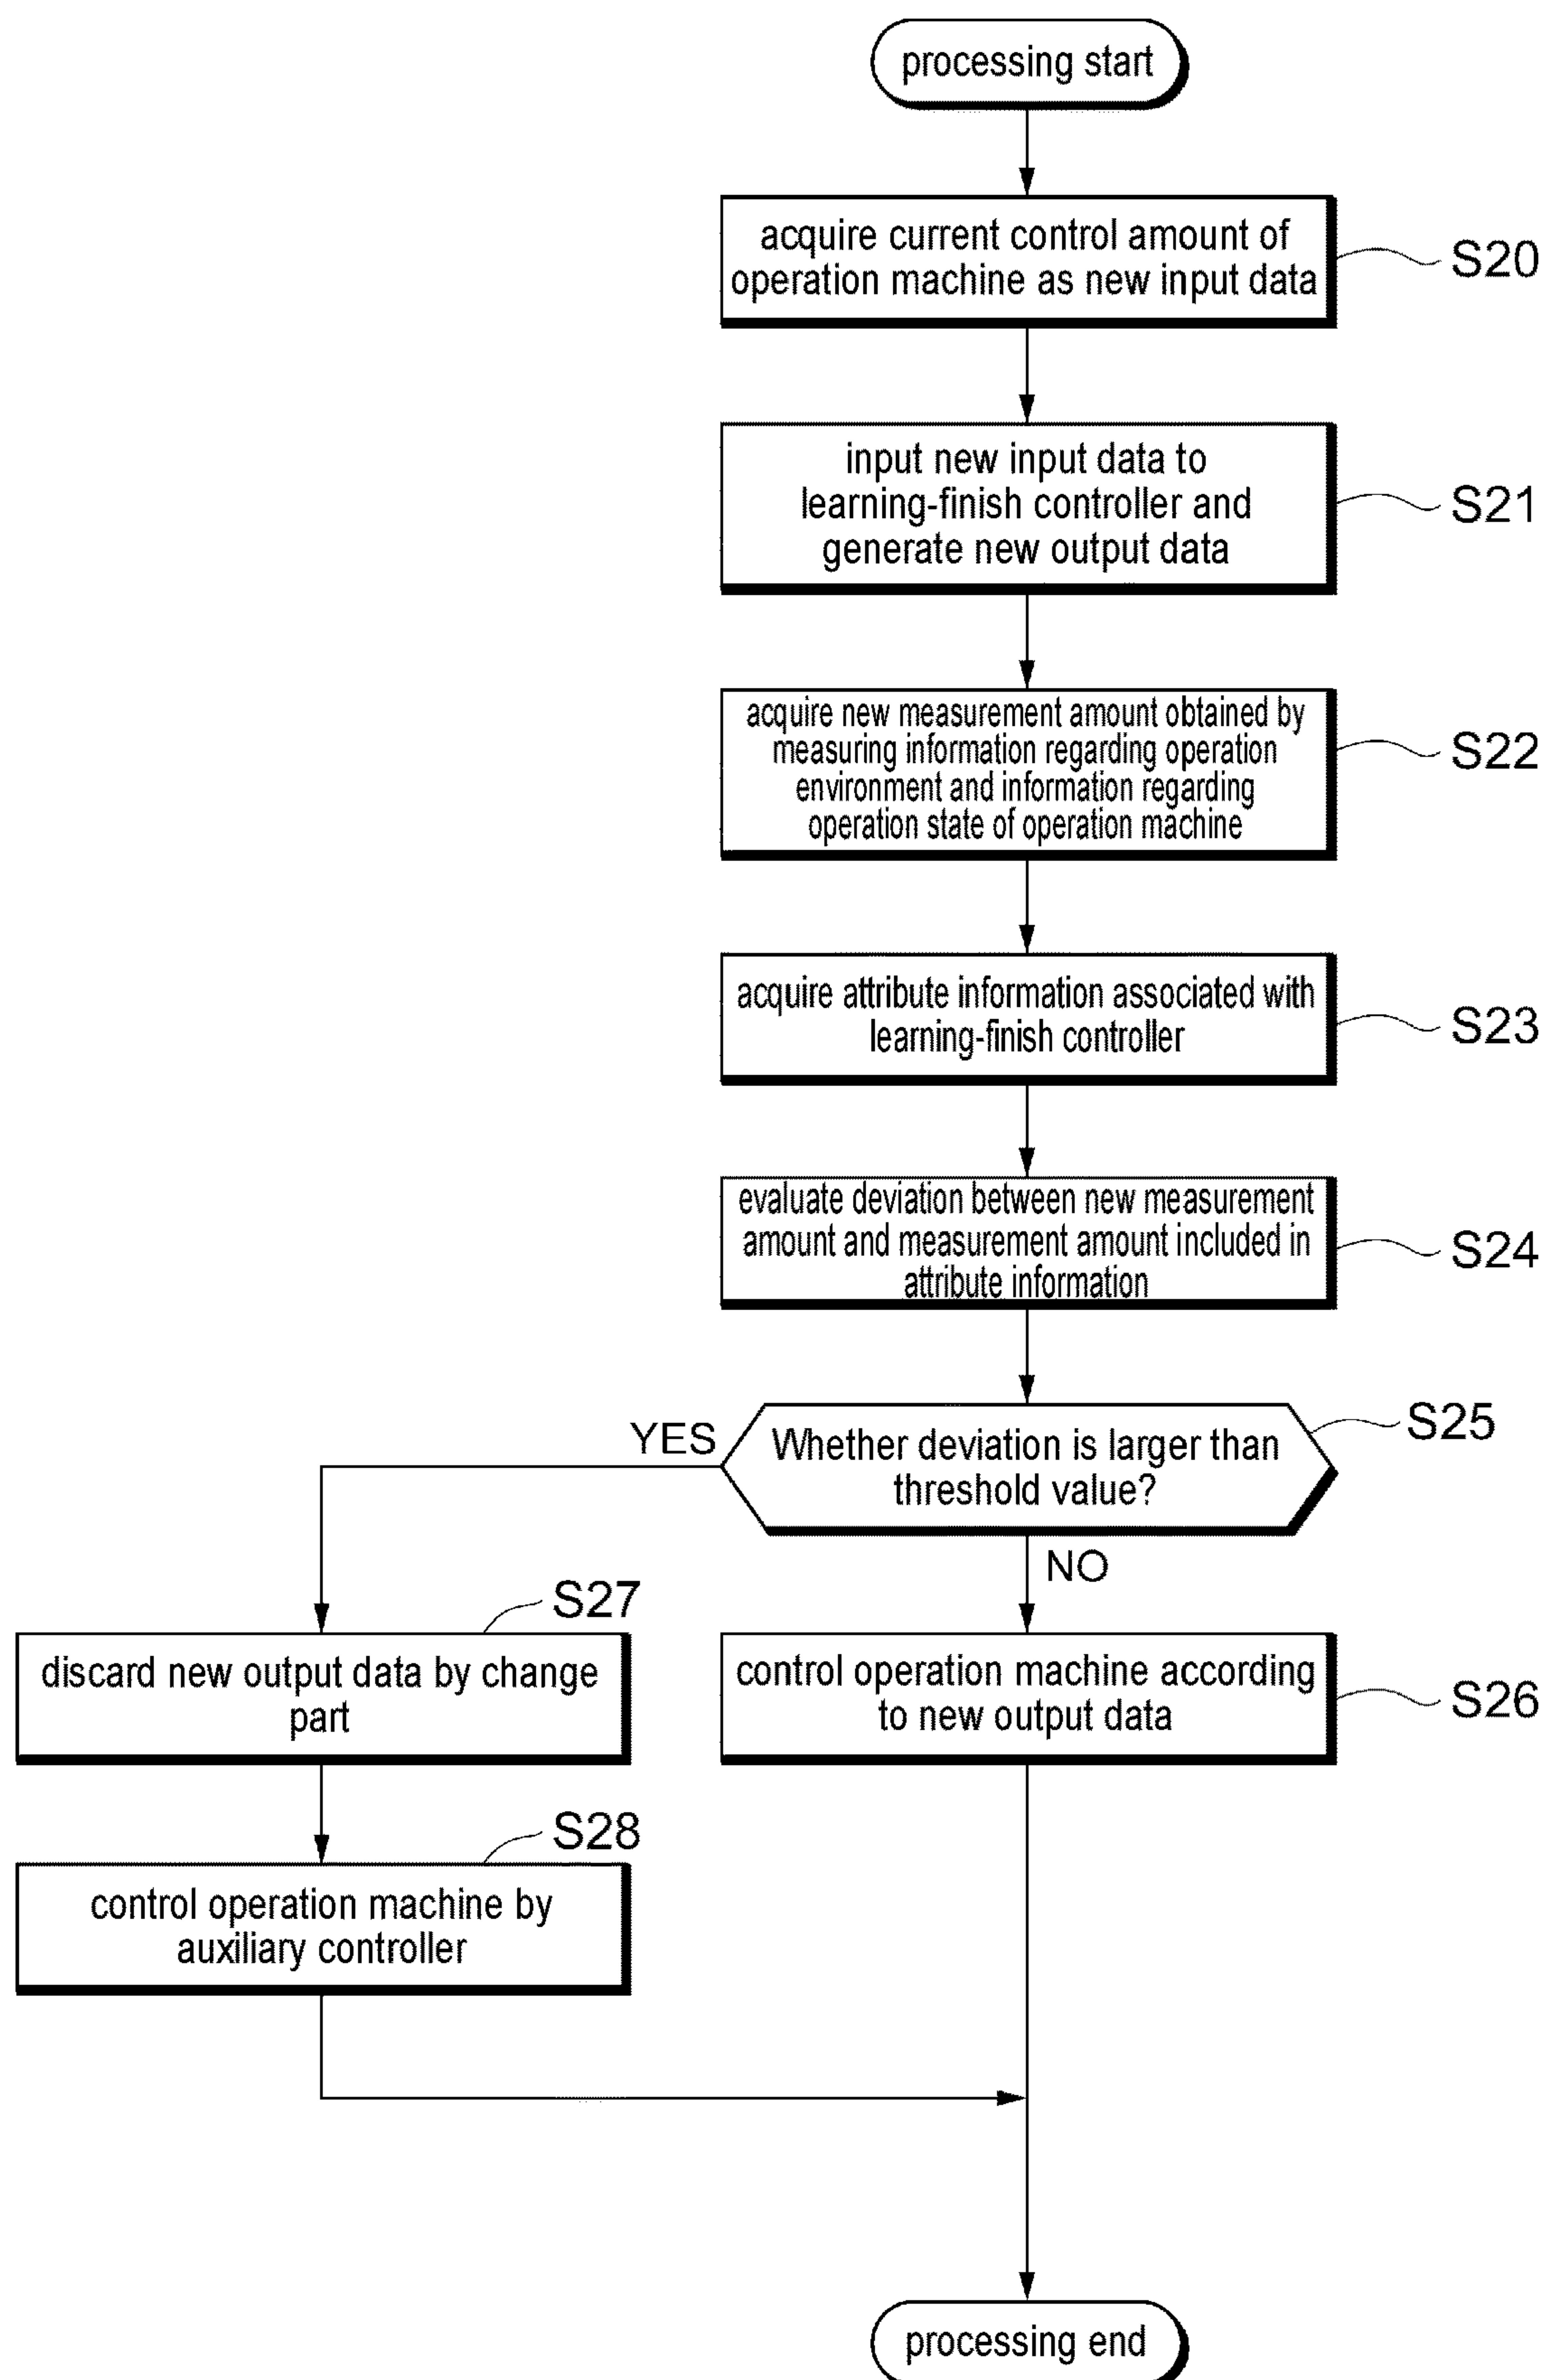 processing start
acquire current control amount of
operation machine as new input data
S20
input new input data to
learning-finish controller and
generate new output data
S21
acquire new measurement amount obtained by
measuring information regarding operation
environment and information regarding
operation state of operation machine
S22
acquire attribute information associated with
learning-finish controller
S23
evaluate deviation between new measurement
amount and measurement amount included in
attribute information
S24
Whether deviation is larger than
threshold value?
S25
YES
NO
S27
discard new output data by change
part
control operation machine according
to new output data
S26
S28
control operation machine by
auxiliary controller
processing end